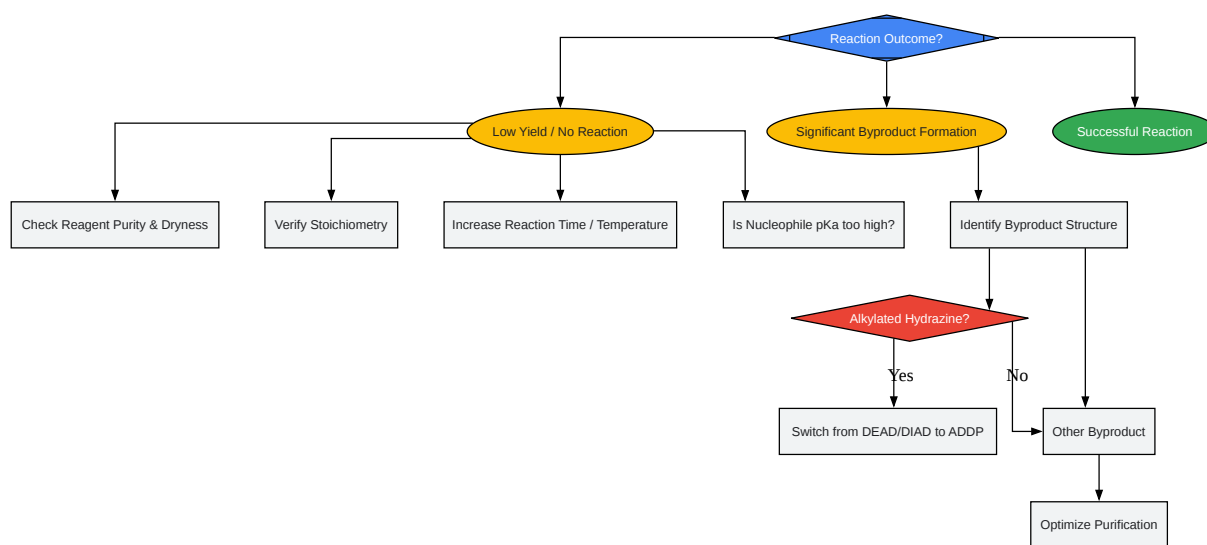 Reaction Outcome?
Low Yield / No Reaction
Significant Byproduct Formation
Successful Reaction
Check Reagent Purity & Dryness
Verify Stoichiometry
Increase Reaction Time / Temperature
Is Nucleophile pKa too high?
Identify Byproduct Structure
Alkylated Hydrazine?
Yes
No
Switch from DEAD/DIAD to ADDP
Other Byproduct
Optimize Purification